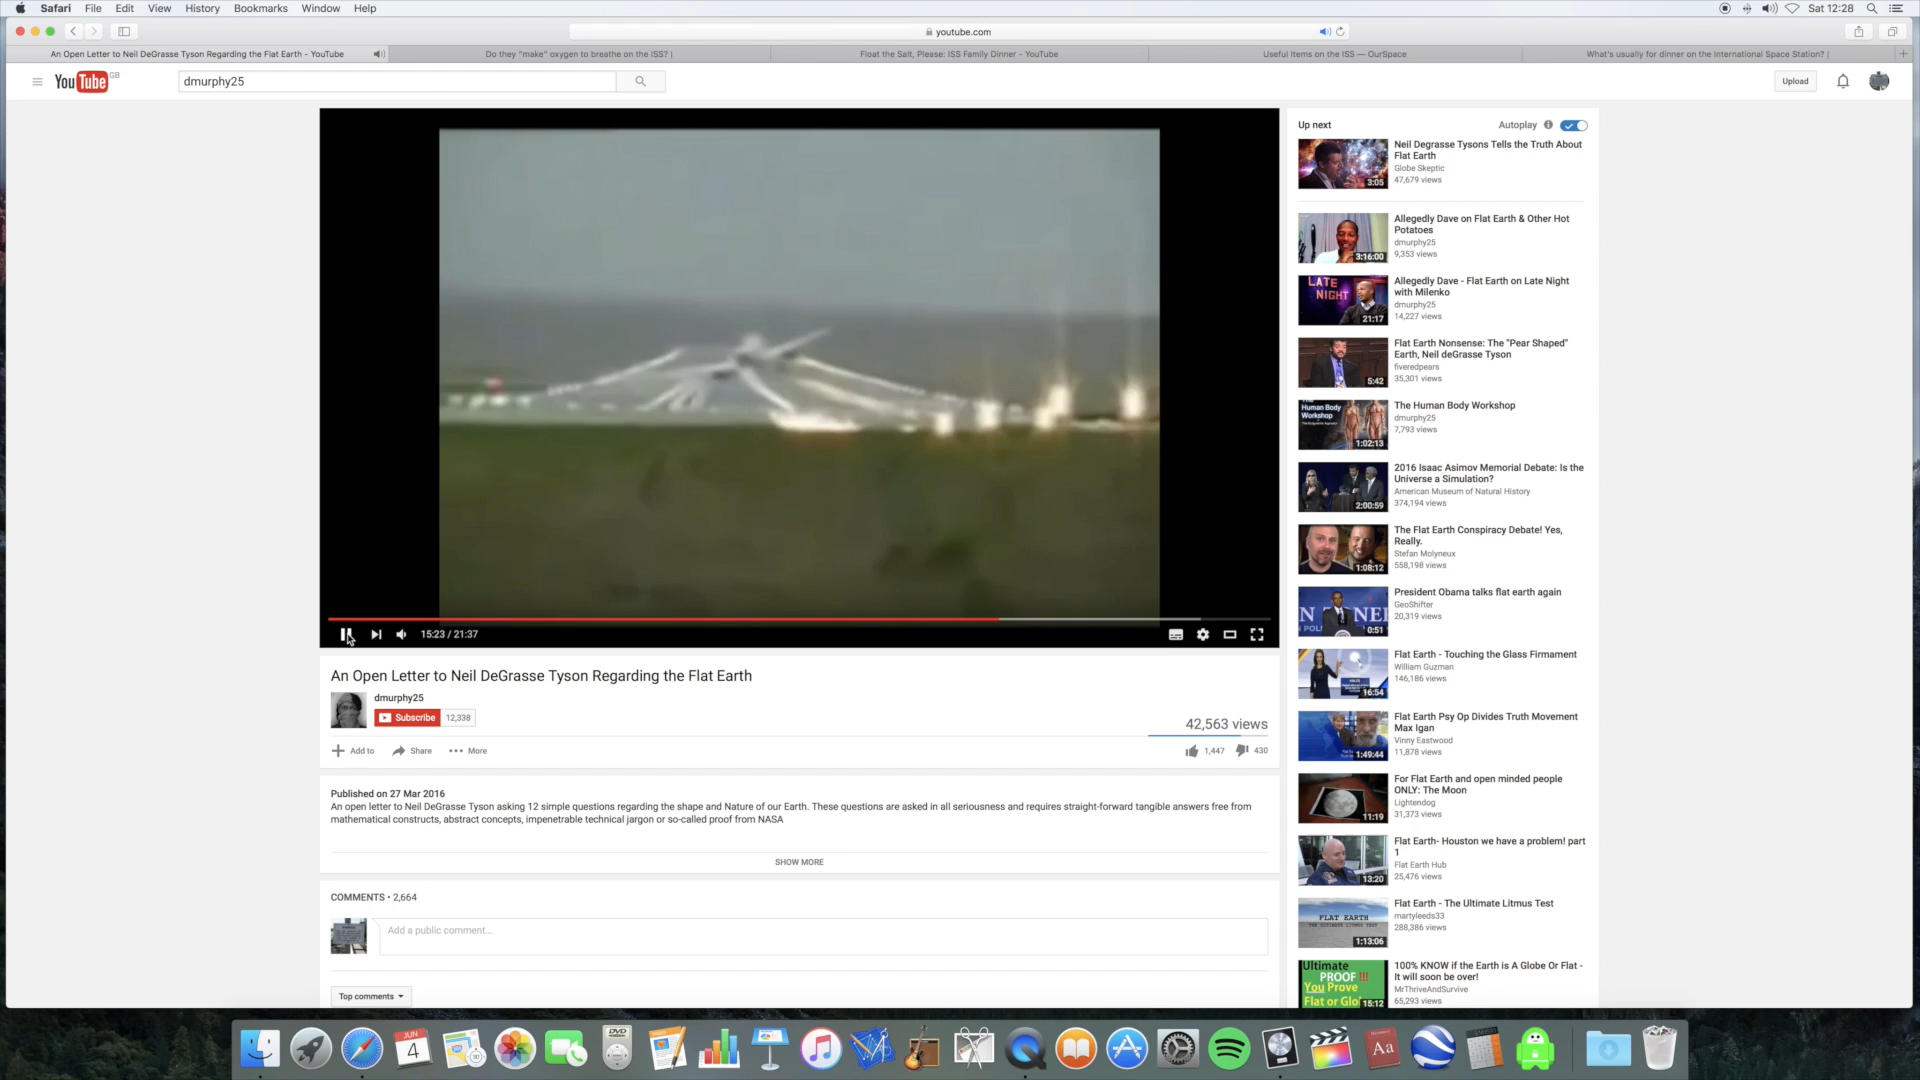 Safari File Edit View History Bookmarks Window Help
Sat 12:28
youtube.com
An Open Letter to Neil DeGrasse Tyson Regarding the Flat Earth - YouTube
Do they "make" oxygen to breathe on the ISS? |
Float the Salt, Please: ISS Family Dinner - YouTube
Useful Items on the ISS — OurSpace
What's usually for dinner on the International Space Station? |
YouTube GB
dmurphy25
Upload
15:23 / 21:37
An Open Letter to Neil DeGrasse Tyson Regarding the Flat Earth
dmurphy25
Subscribe 12,338
42,563 views
Add to Share More
1,447 430
Published on 27 Mar 2016
An open letter to Neil DeGrasse Tyson asking 12 simple questions regarding the shape and Nature of our Earth. These questions are asked in all seriousness and requires straight-forward tangible answers free from
mathematical constructs, abstract concepts, impenetrable technical jargon or so-called proof from NASA
SHOW MORE
COMMENTS • 2,664
Add a public comment...
Top comments
Up next
Autoplay
3:05
Neil Degrasse Tysons Tells the Truth About
Flat Earth
Globe Skeptic
47,679 views
3:16:00
Allegedly Dave on Flat Earth & Other Hot
Potatoes
dmurphy25
9,353 views
LATE
NIGHT
21:17
Allegedly Dave - Flat Earth on Late Night
with Milenko
dmurphy25
14,227 views
5:42
Flat Earth Nonsense: The "Pear Shaped"
Earth, Neil deGrasse Tyson
fiveredpears
35,301 views
Human Body
Workshop
1:02:13
The Human Body Workshop
dmurphy25
7,793 views
2:00:59
2016 Isaac Asimov Memorial Debate: Is the
Universe a Simulation?
American Museum of Natural History
374,194 views
1:08:12
The Flat Earth Conspiracy Debate! Yes,
Really.
Stefan Molyneux
558,198 views
0:51
President Obama talks flat earth again
GeoShifter
20,319 views
16:54
Flat Earth - Touching the Glass Firmament
William Guzman
146,186 views
1:49:44
Flat Earth Psy Op Divides Truth Movement
Max Igan
Vinny Eastwood
11,878 views
11:19
For Flat Earth and open minded people
ONLY: The Moon
Lightendog
31,373 views
13:20
Flat Earth- Houston we have a problem! part
1
Flat Earth Hub
25,476 views
FLAT EARTH
THE ULTIMATE LITMUS TEST
1:13:06
Flat Earth - The Ultimate Litmus Test
martyleeds33
288,386 views
Ultimate
PROOF !!!
You Prove
Flat or Glo
15:12
100% KNOW if the Earth is A Globe Or Flat -
It will soon be over!
MrThriveAndSurvive
65,293 views
JUN
4
DVD
Aa